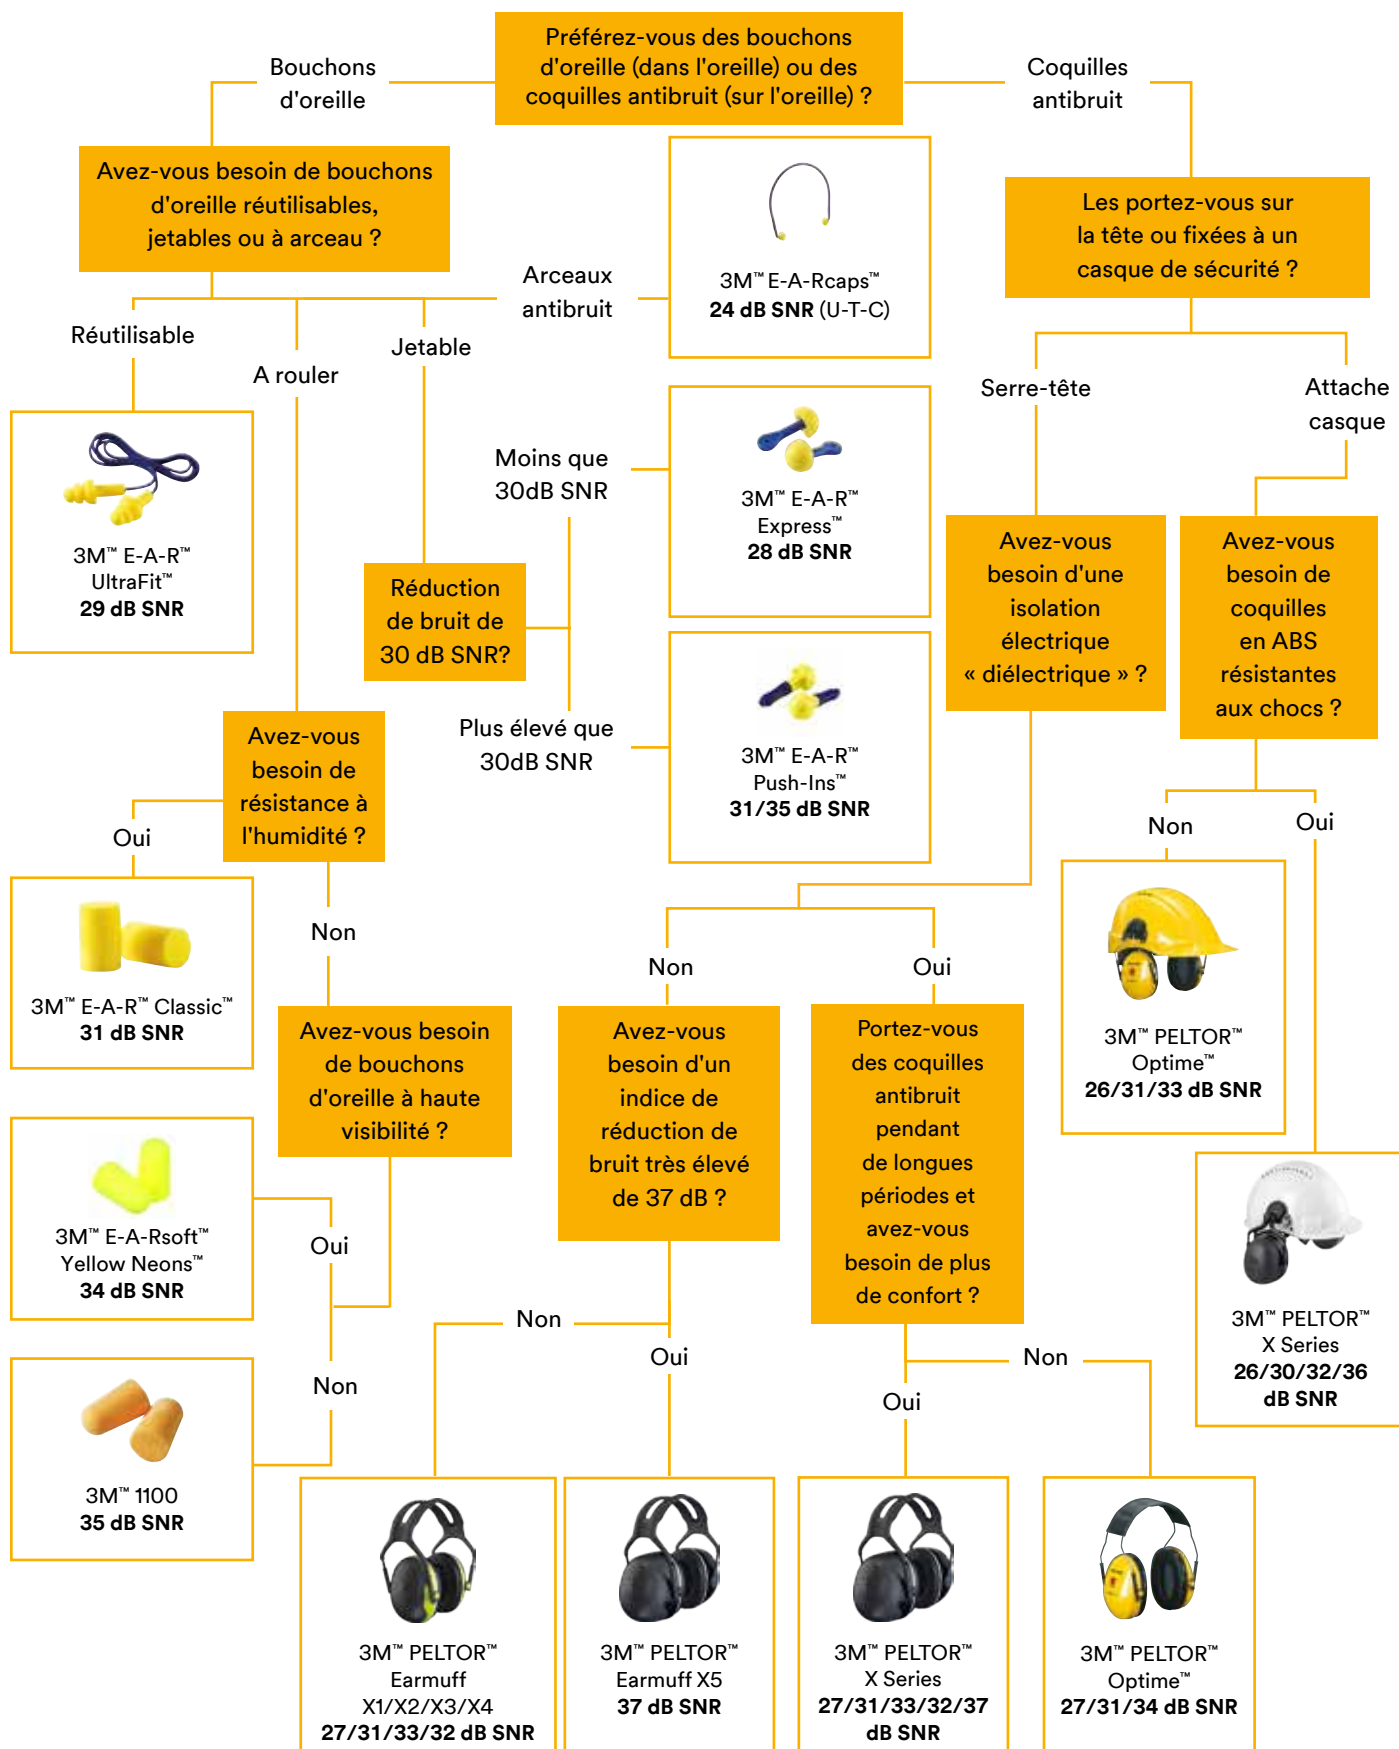 Préférez-vous des bouchons
d'oreille (dans l'oreille) ou des
coquilles antibruit (sur l'oreille) ?
Bouchons
d'oreille
Coquilles
antibruit
Avez-vous besoin de bouchons
d'oreille réutilisables,
jetables ou à arceau ?
Les portez-vous sur
la tête ou fixées à un
casque de sécurité ?
Arceaux
antibruit
3M™ E-A-Rcaps™
24 dB SNR (U-T-C)
Réutilisable
A rouler
Jetable
Serre-tête
Attache
casque
3M™ E-A-R™
UltraFit™
29 dB SNR
Moins que
30dB SNR
3M™ E-A-R™
Express™
28 dB SNR
Réduction
de bruit de
30 dB SNR?
Plus élevé que
30dB SNR
3M™ E-A-R™
Push-Ins™
31/35 dB SNR
Avez-vous
besoin d'une
isolation
électrique
« diélectrique » ?
Avez-vous
besoin de
coquilles
en ABS
résistantes
aux chocs ?
Avez-vous
besoin de
résistance à
l'humidité ?
Oui
Non
Non
Oui
3M™ E-A-R™ Classic™
31 dB SNR
Non
Oui
3M™ PELTOR™
Optime™
26/31/33 dB SNR
Avez-vous besoin
de bouchons
d'oreille à haute
visibilité ?
Avez-vous
besoin d'un
indice de
réduction de
bruit très élevé
de 37 dB ?
Portez-vous
des coquilles
antibruit
pendant
de longues
périodes et
avez-vous
besoin de plus
de confort ?
3M™ E-A-Rsoft™
Yellow Neons™
34 dB SNR
Oui
3M™ PELTOR™
X Series
26/30/32/36
dB SNR
Non
3M™ 1100
35 dB SNR
Non
Oui
Oui
Non
3M™ PELTOR™
Earmuff
X1/X2/X3/X4
27/31/33/32 dB SNR
3M™ PELTOR™
Earmuff X5
37 dB SNR
3M™ PELTOR™
X Series
27/31/33/32/37
dB SNR
3M™ PELTOR™
Optime™
27/31/34 dB SNR